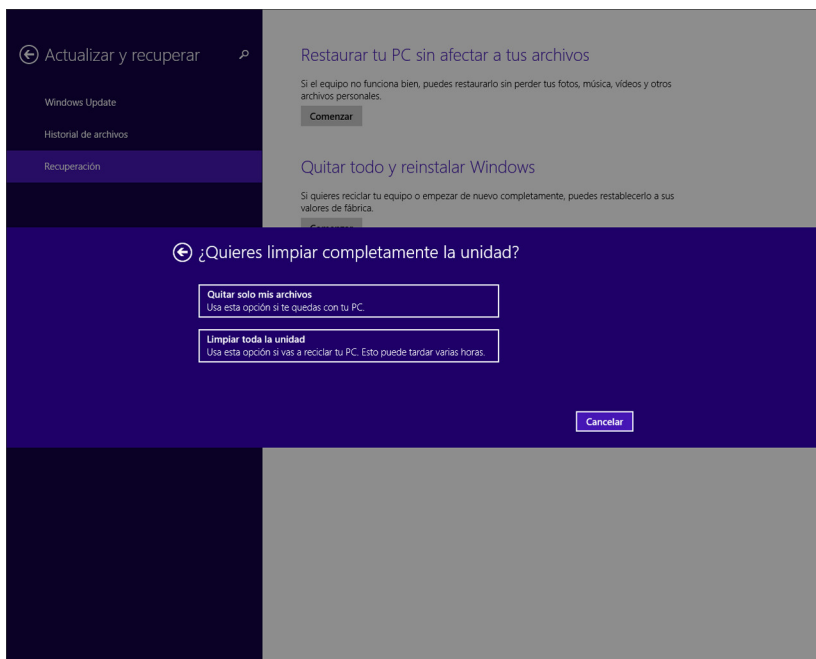 Actualizar y recuperar
Windows Update
Historial de archivos
Recuperación
Restaurar tu PC sin afectar a tus archivos
Si el equipo no funciona bien, puedes restaurarlo sin perder tus fotos, música, vídeos y otros
archivos personales.
Comenzar
Quitar todo y reinstalar Windows
Si quieres reciclar tu equipo o empezar de nuevo completamente, puedes restablecerlo a sus
valores de fábrica.
¿Quieres limpiar completamente la unidad?
Quitar solo mis archivos
Usa esta opción si te quedas con tu PC.
Limpiar toda la unidad
Usa esta opción si vas a reciclar tu PC. Esto puede tardar varias horas.
Cancelar